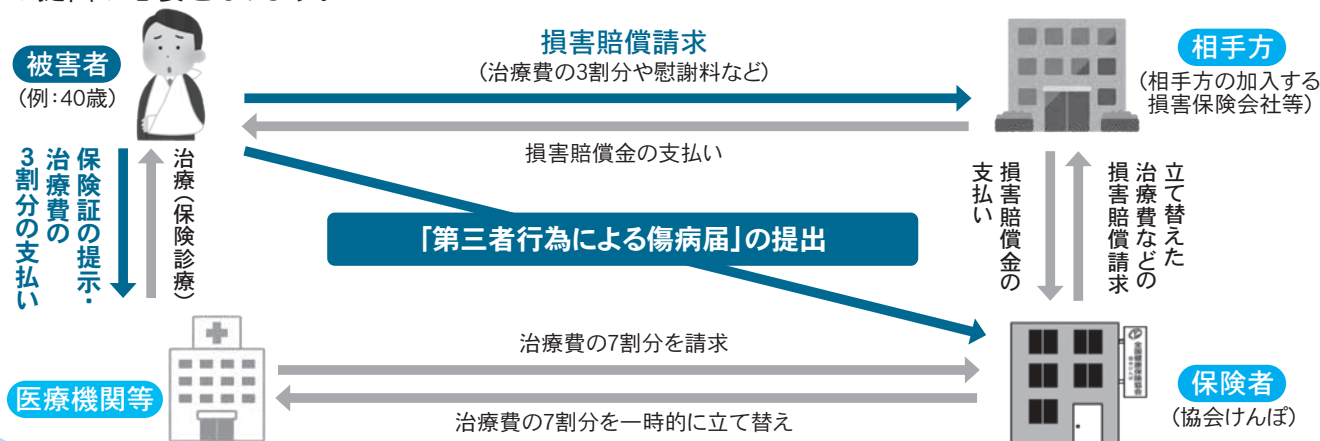 被害者
(例：40歳)
損害賠償請求
(治療費の3割分や慰謝料など)
相手方
(相手方の加入する
損害保険会社等)
損害賠償金の支払い
保険証の提示・
治療費の
3割分の支払い
治療(保険診療)
「第三者行為による傷病届」の提出
損害賠償金の
支払い
立て替えた
治療費などの
損害賠償請求
医療機関等
治療費の7割分を請求
治療費の7割分を一時的に立て替え
保険者
(協会けんぽ)